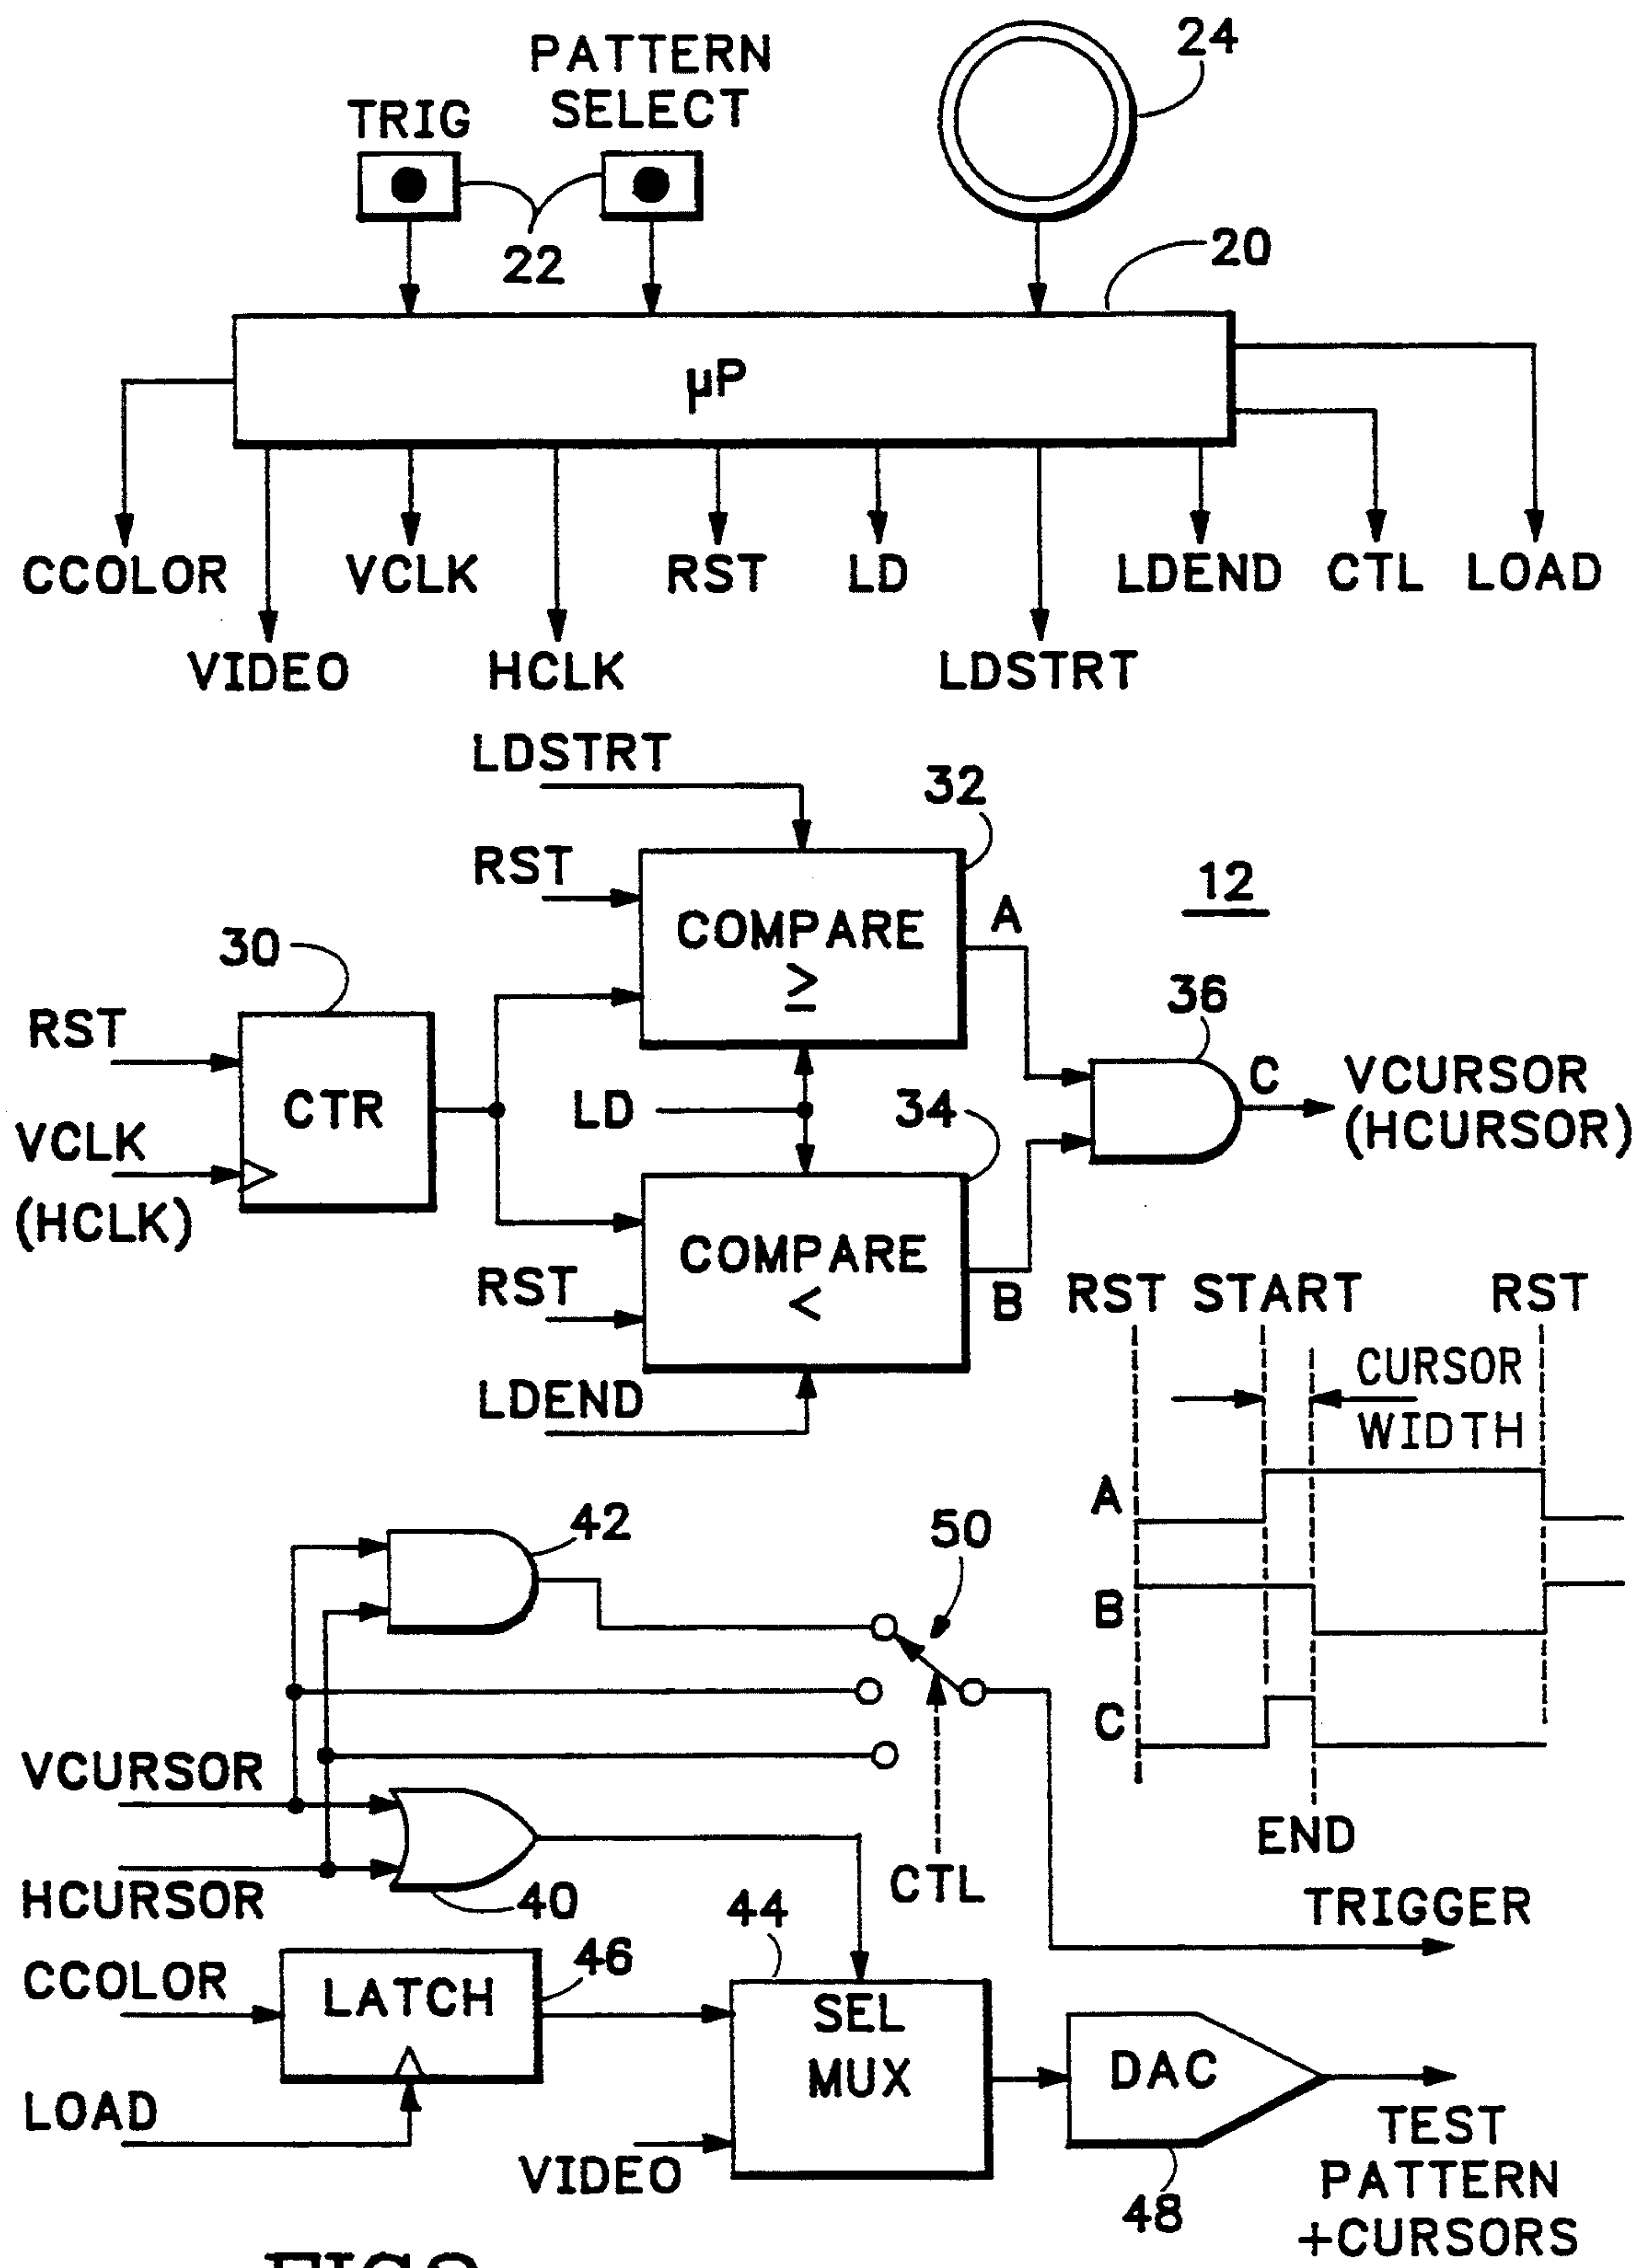 PATTERN
SELECT
TRIG
24
22
20
µP
CCOLOR
VCLK
RST
LD
LDEND
CTL
LOAD
VIDEO
HCLK
LDSTRT
LDSTRT
32
RST
COMPARE
≥
A
12
30
RST
CTR
VCLK
(HCLK)
LD
34
36
C
VCURSOR
(HCURSOR)
COMPARE
<
RST
B
LDEND
RST START RST
CURSOR
WIDTH
A
B
C
END
42
50
VCURSOR
HCURSOR
40
CTL
TRIGGER
44
CCOLOR
LATCH
46
LOAD
SEL
MUX
VIDEO
DAC
48
TEST
PATTERN
+CURSORS